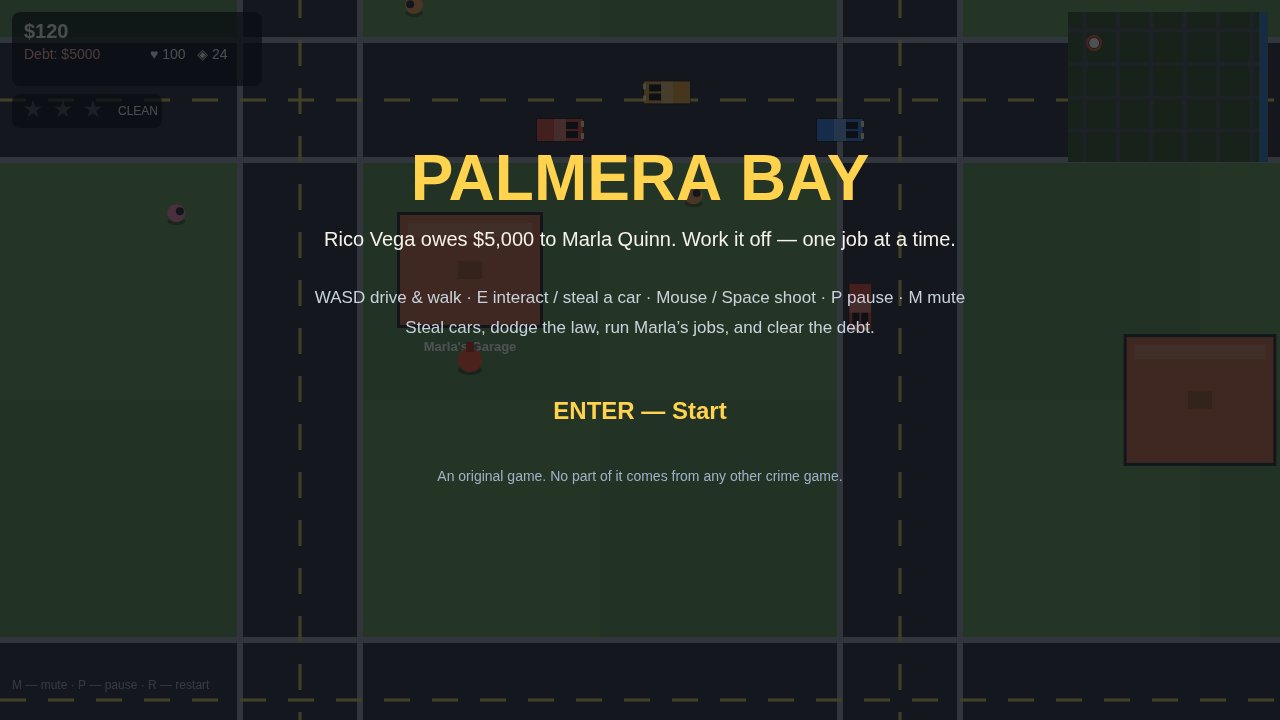 $120
Debt: $5000 ♥ 100 ◈ 24
★ ★ ★ CLEAN
PALMERA BAY
Rico Vega owes $5,000 to Marla Quinn. Work it off — one job at a time.
WASD drive & walk · E interact / steal a car · Mouse / Space shoot · P pause · M mute
Steal cars, dodge the law, run Marla’s jobs, and clear the debt.
Marla's Garage
ENTER — Start
An original game. No part of it comes from any other crime game.
M — mute · P — pause · R — restart